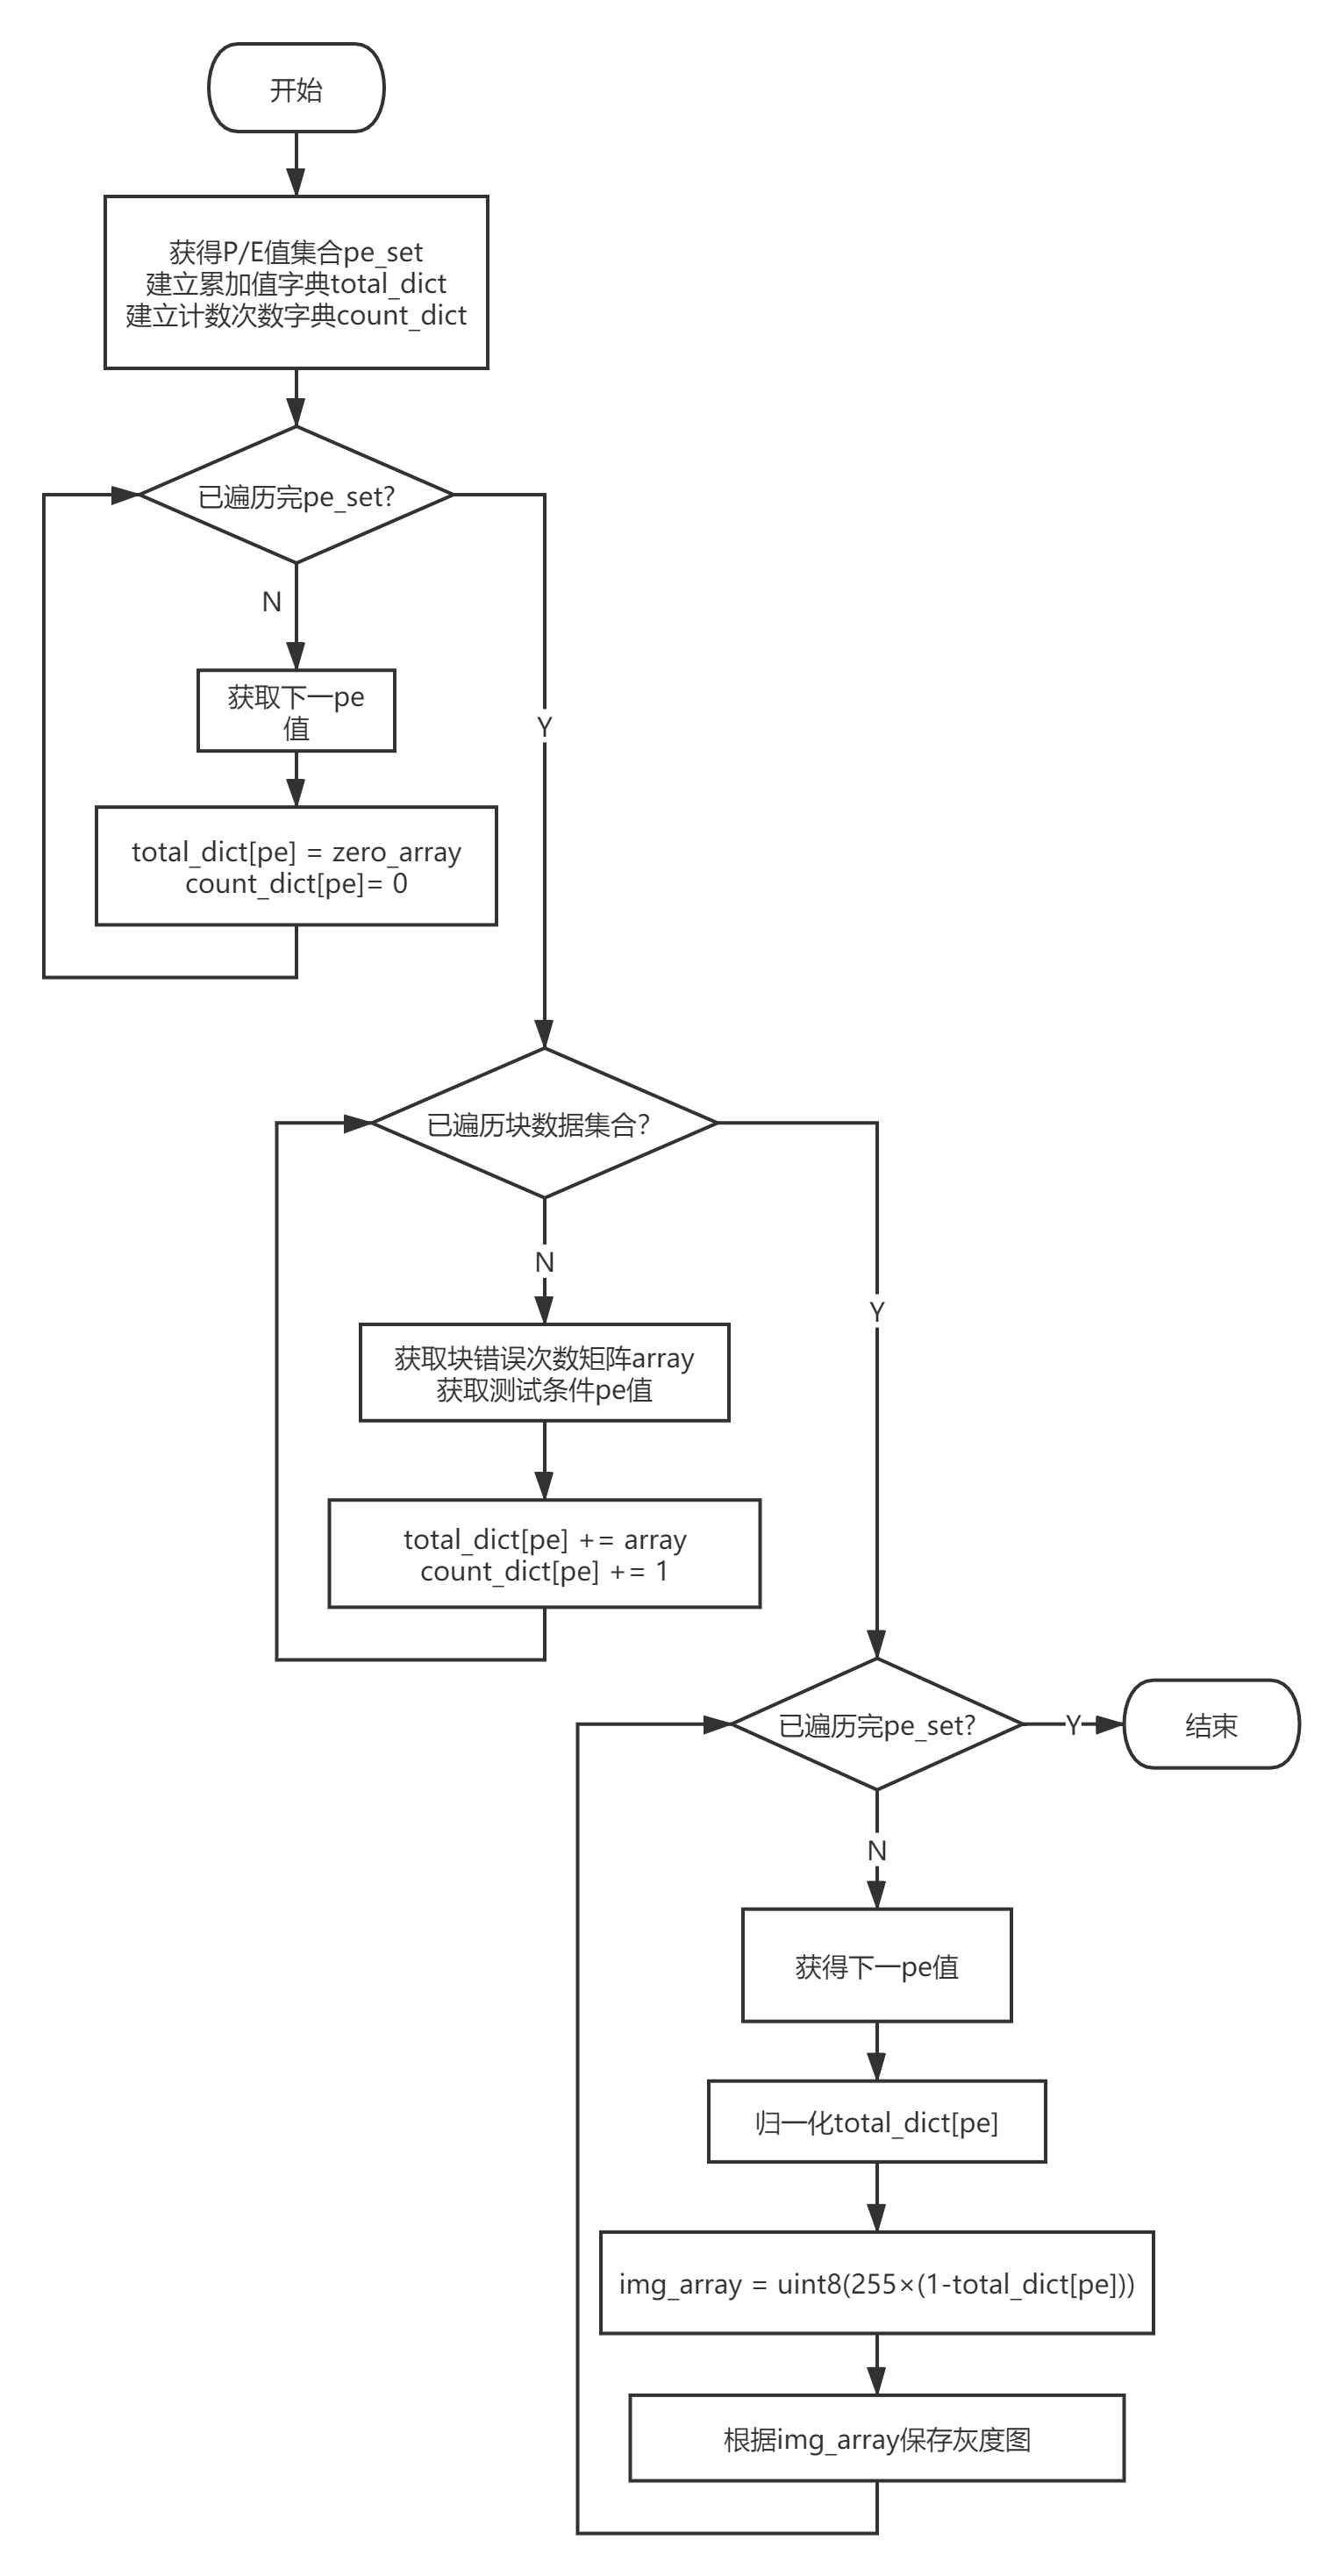 开始
获得P/E值集合pe_set
建立累加值字典total_dict
建立计数次数字典count_dict
已遍历完pe_set?
N
获取下一pe
值
Y
total_dict[pe] = zero_array
count_dict[pe]= 0
已遍历块数据集合?
N
Y
获取块错误次数矩阵array
获取测试条件pe值
total_dict[pe] += array
count_dict[pe] += 1
已遍历完pe_set?
Y
结束
N
获得下一pe值
归一化total_dict[pe]
img_array = uint8(255×(1-total_dict[pe]))
根据img_array保存灰度图